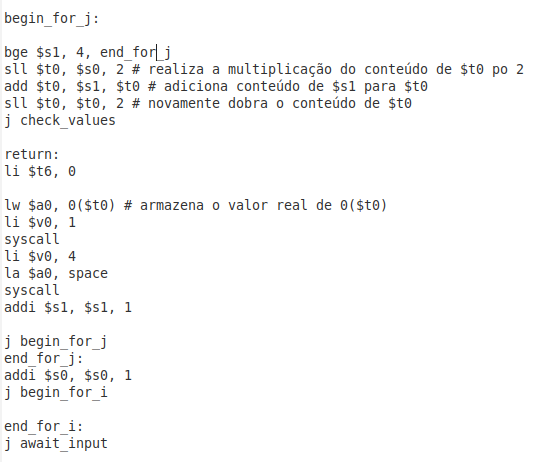 begin_for_j:
bge $s1, 4, end_for_j
sll $t0, $s0, 2 # realiza a multiplicação do conteúdo de $t0 po 2
add $t0, $s1, $t0 # adiciona conteúdo de $s1 para $t0
sll $t0, $t0, 2 # novamente dobra o conteúdo de $t0
j check_values
return:
li $t6, 0
lw $a0, 0($t0) # armazena o valor real de 0($t0)
li $v0, 1
syscall
li $v0, 4
la $a0, space
syscall
addi $s1, $s1, 1
j begin_for_j
end_for_j:
addi $s0, $s0, 1
j begin_for_i
end_for_i:
j await_input